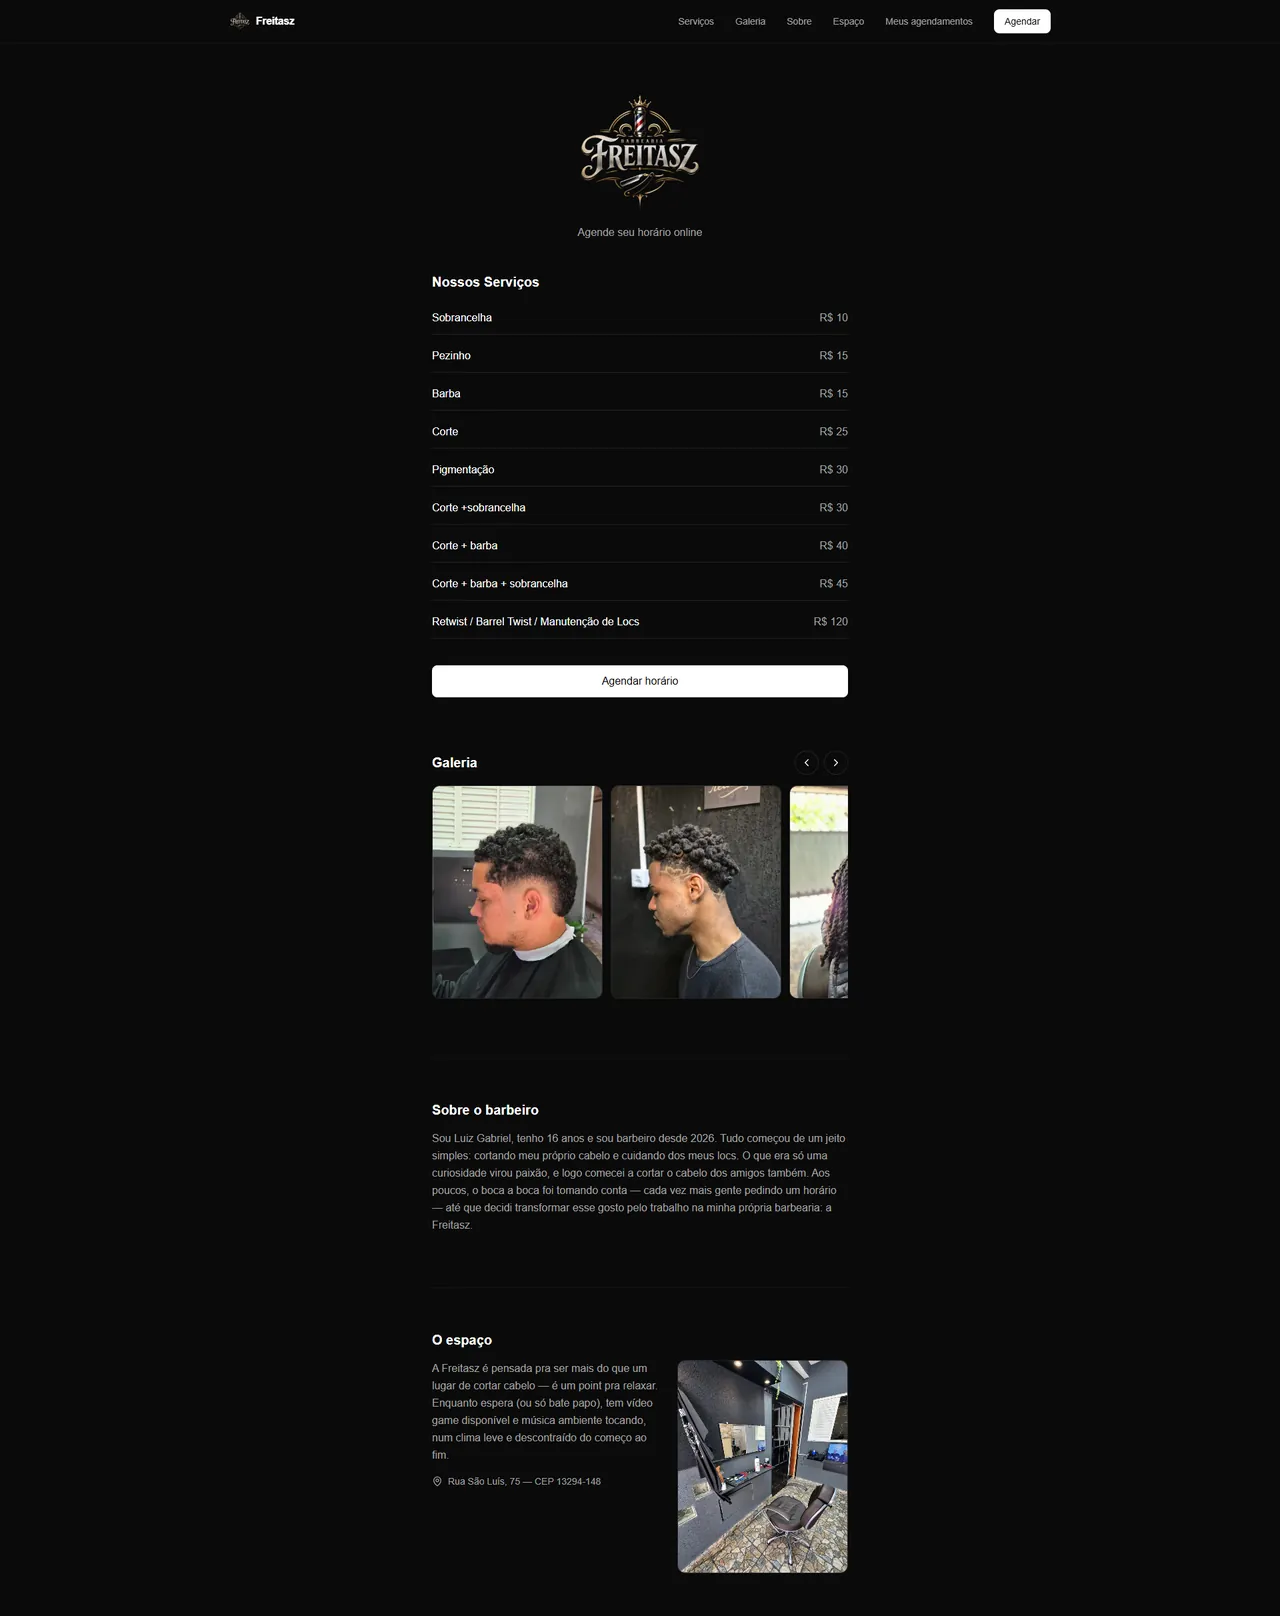 Freitasz
Serviços
Galeria
Sobre
Espaço
Meus agendamentos
Agendar
BARBEARIA
FREITASZ
Agende seu horário online
Nossos Serviços
Sobrancelha R$ 10
Pezinho R$ 15
Barba R$ 15
Corte R$ 25
Pigmentação R$ 30
Corte +sobrancelha R$ 30
Corte + barba R$ 40
Corte + barba + sobrancelha R$ 45
Retwist / Barrel Twist / Manutenção de Locs R$ 120
Agendar horário
Galeria
Sobre o barbeiro
Sou Luiz Gabriel, tenho 16 anos e sou barbeiro desde 2026. Tudo começou de um jeito
simples: cortando meu próprio cabelo e cuidando dos meus locs. O que era só uma
curiosidade virou paixão, e logo comecei a cortar o cabelo dos amigos também. Aos
poucos, o boca a boca foi tomando conta — cada vez mais gente pedindo um horário
— até que decidi transformar esse gosto pelo trabalho na minha própria barbearia: a
Freitasz.
O espaço
A Freitasz é pensada pra ser mais do que um
lugar de cortar cabelo — é um point pra relaxar.
Enquanto espera (ou só bate papo), tem vídeo
game disponível e música ambiente tocando,
num clima leve e descontraído do começo ao
fim.
Rua São Luís, 75 — CEP 13294-148